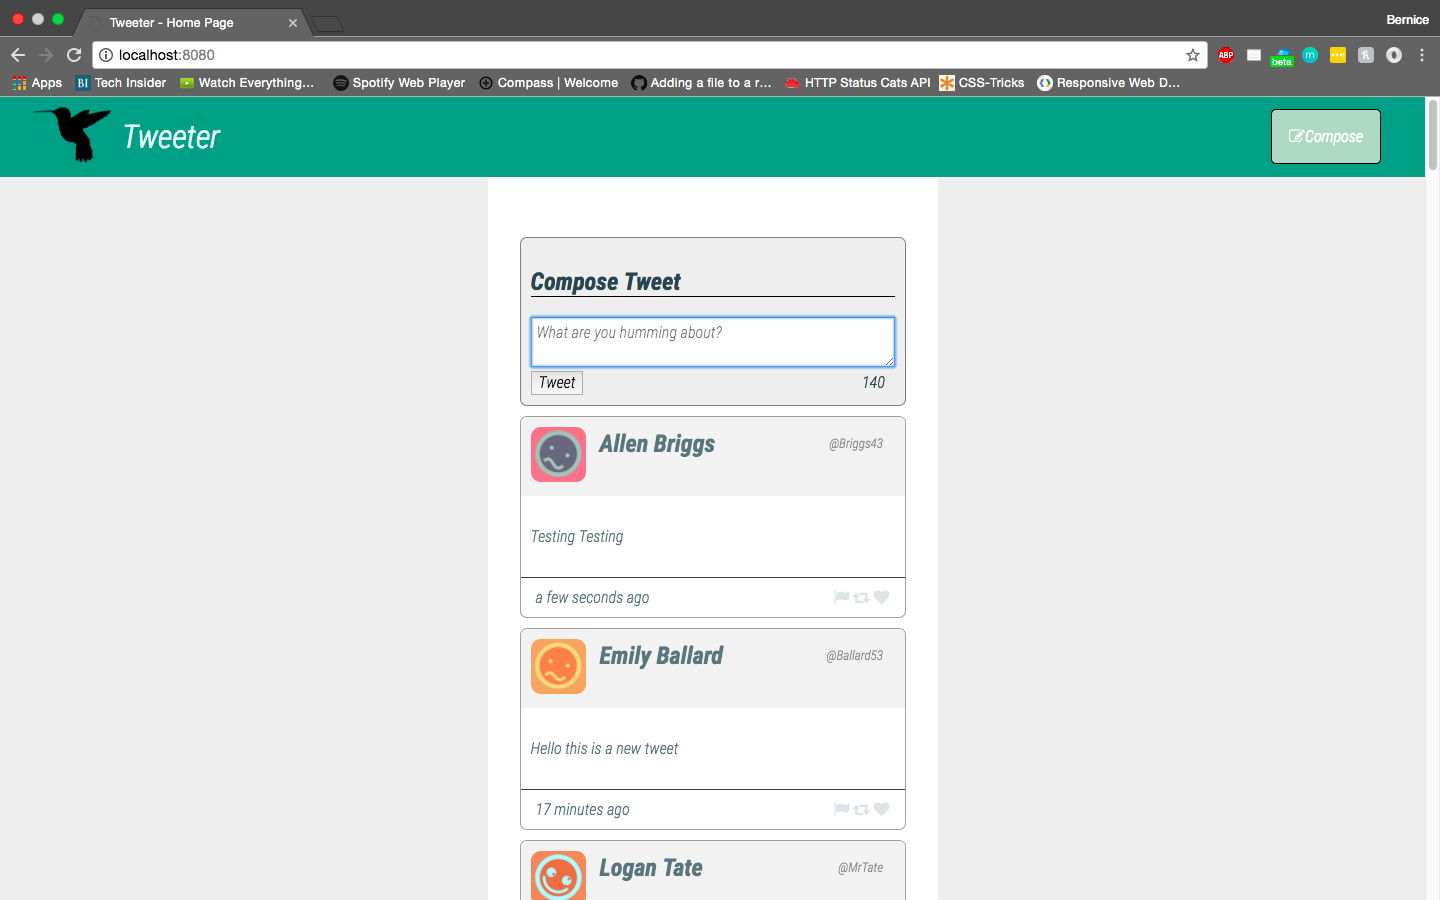 Tweeter - Home Page
Bernice
localhost:8080
ABP
beta
m
Apps
BI Tech Insider
Watch Everything...
Spotify Web Player
Compass | Welcome
Adding a file to a r...
HTTP Status Cats API
CSS-Tricks
Responsive Web D...
Tweeter
Compose
Compose Tweet
What are you humming about?
Tweet
140
Allen Briggs
@Briggs43
Testing Testing
a few seconds ago
Emily Ballard
@Ballard53
Hello this is a new tweet
17 minutes ago
Logan Tate
@MrTate